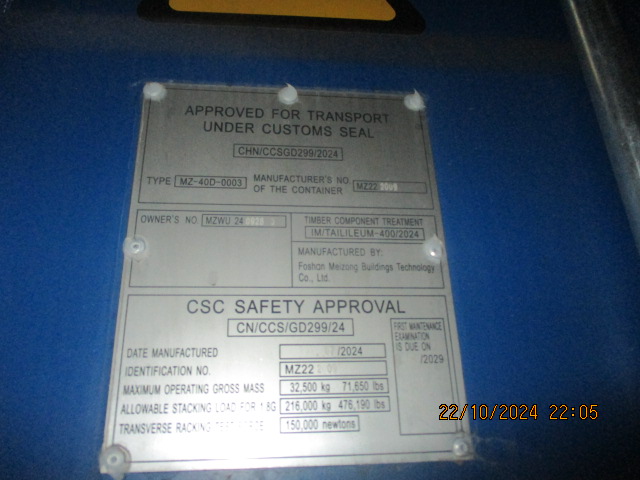 APPROVED FOR TRANSPORT
UNDER CUSTOMS SEAL
CHN/CCSGD299/2024
TYPE MZ-40D-0003 MANUFACTURER'S NO. OF THE CONTAINER MZ22
OWNER'S NO. MZWU 24
TIMBER COMPONENT TREATMENT
IM/TAILILEUM-400/2024
MANUFACTURED BY:
Foshan Meizong Buildings Technology
Co., Ltd.
CSC SAFETY APPROVAL
CN/CCS/GD299/24
FIRST MAINTENANCE
EXAMINATION
IS DUE ON
/2029
DATE MANUFACTURED /2024
IDENTIFICATION NO. MZ22
MAXIMUM OPERATING GROSS MASS 32,500 kg 71,650 lbs
ALLOWABLE STACKING LOAD FOR 1.8G 216,000 kg 476,190 lbs
TRANSVERSE RACKING TEST 150,000 newtons
22/10/2024 22:05